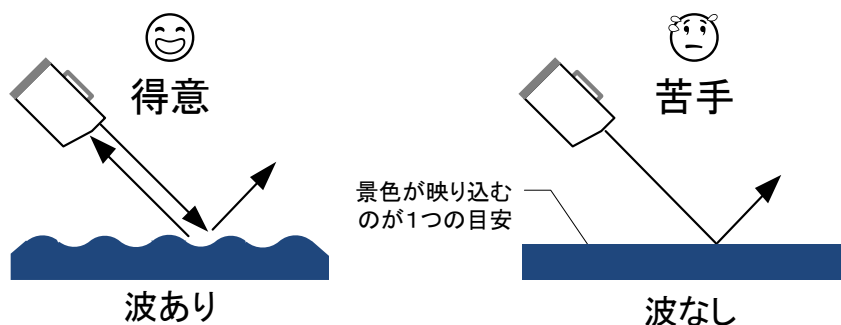 得意
苦手
景色が映り込む
のが1つの目安
波あり
波なし